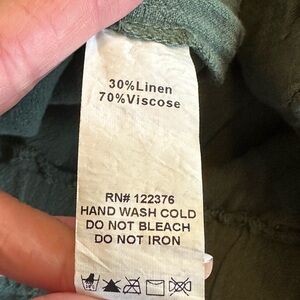 30%Linen
70%Viscose
RN# 122376
HAND WASH COLD
DO NOT BLEACH
DO NOT IRON